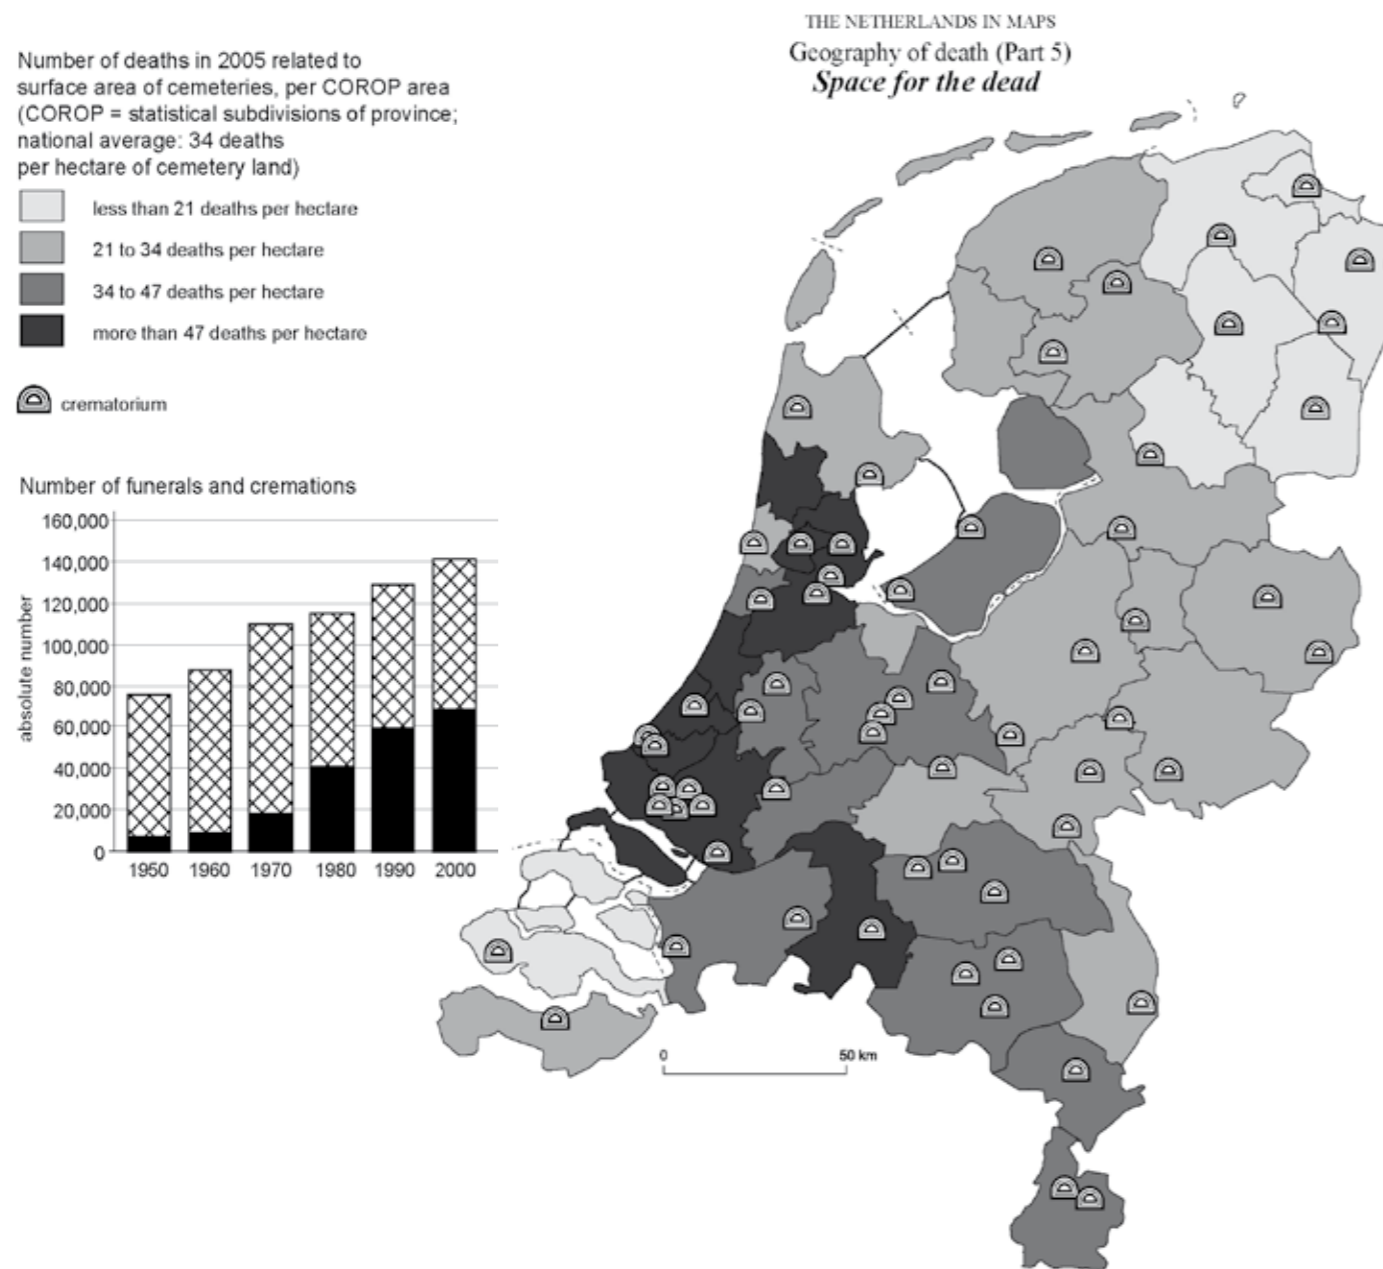 THE NETHERLANDS IN MAPS
Geography of death (Part 5)
Space for the dead
Number of deaths in 2005 related to
surface area of cemeteries, per COROP area
(COROP = statistical subdivisions of province;
national average: 34 deaths
per hectare of cemetery land)
less than 21 deaths per hectare
21 to 34 deaths per hectare
34 to 47 deaths per hectare
more than 47 deaths per hectare
crematorium
Number of funerals and cremations
absolute number
160,000
140,000
120,000
100,000
80,000
60,000
40,000
20,000
0
1950 1960 1970 1980 1990 2000
0 50 km